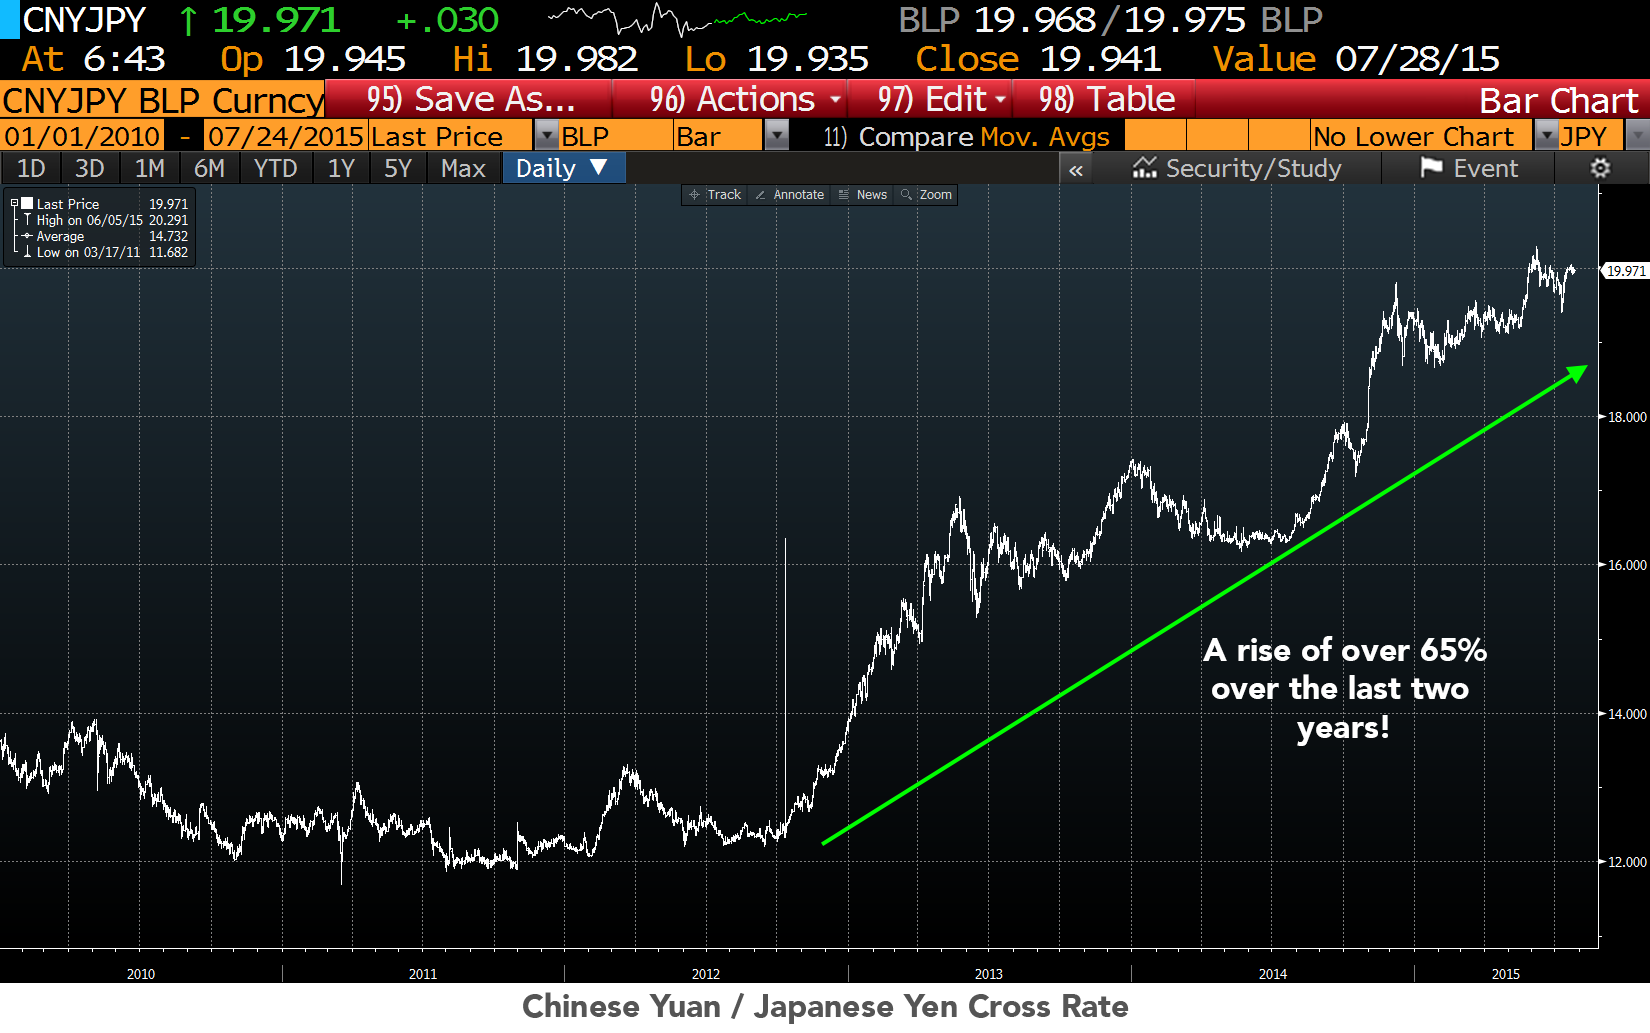 CNYJPY ↑ 19.971 +.030 BLP 19.968/19.975 BLP
At 6:43 Op 19.945 Hi 19.982 Lo 19.935 Close 19.941 Value 07/28/15
CNYJPY BLP Curncy 95) Save As... 96) Actions 97) Edit 98) Table Bar Chart
01/01/2010 - 07/24/2015 Last Price BLP Bar 11) Compare Mov. Avgs No Lower Chart JPY
1D 3D 1M 6M YTD 1Y 5Y Max Daily ▼ « Security/Study Event
Track Annotate News Zoom
Last Price 19.971
High on 06/05/15 20.291
Average 14.732
Low on 03/17/11 11.682
19.971
18.000
16.000
A rise of over 65%
over the last two
years!
14.000
12.000
2010 2011 2012 2013 2014 2015
Chinese Yuan / Japanese Yen Cross Rate